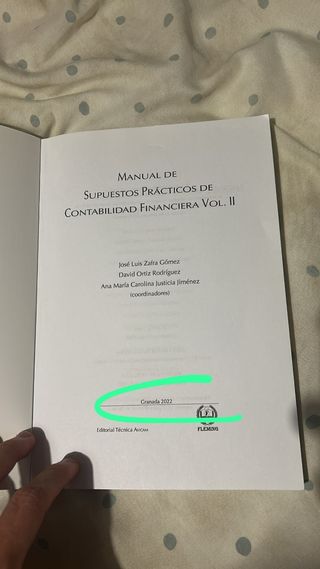 Manual de
Supuestos Prácticos de
Contabilidad Financiera Vol. II
José Luis Zafra Gómez
David Ortiz Rodríguez
Ana María Carolina Justicia Jiménez
(coordinadores)
Granada 2022
Editorial Técnica Avicam
FLEMING